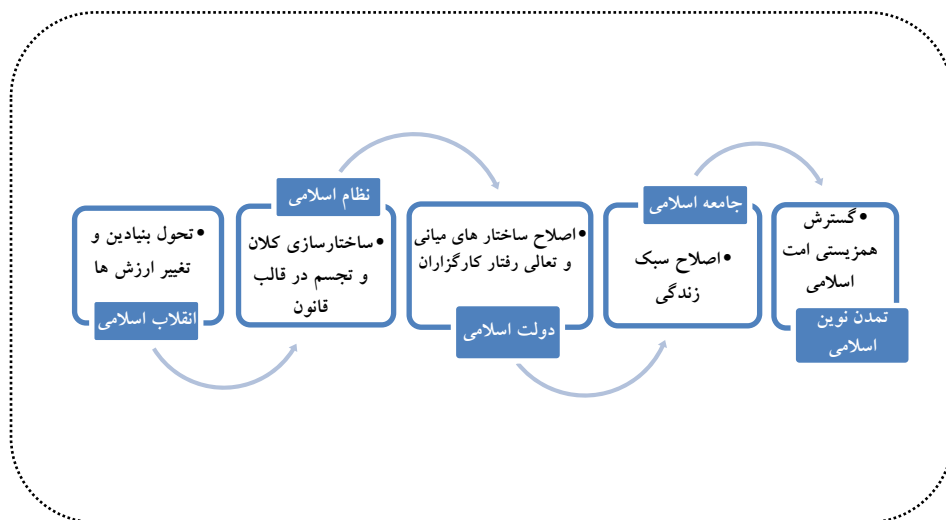 • تحول بنیادین و
تغییر ارزش ها
انقلاب اسلامی
نظام اسلامی
• ساختارسازی کلان
و تجسم در قالب
قانون
• اصلاح ساختار های میانی
و تعالی رفتار کارگزاران
دولت اسلامی
جامعه اسلامی
• اصلاح سبک
زندگی
• گسترش
همزیستی امت
اسلامی
تمدن نوین
اسلامی